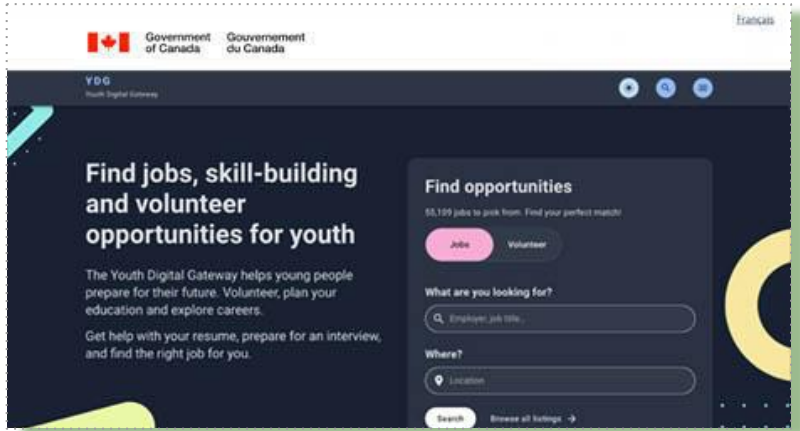 Français
Government
of Canada
Gouvernement
du Canada
YDG
Youth Digital Gateway
Find jobs, skill-building
and volunteer
opportunities for youth
The Youth Digital Gateway helps young people
prepare for their future. Volunteer, plan your
education and explore careers.
Get help with your resume, prepare for an interview,
and find the right job for you.
Find opportunities
55,109 jobs to pick from. Find your perfect match!
Jobs
Volunteer
What are you looking for?
Employer, job title...
Where?
Location
Search
Browse all listings →